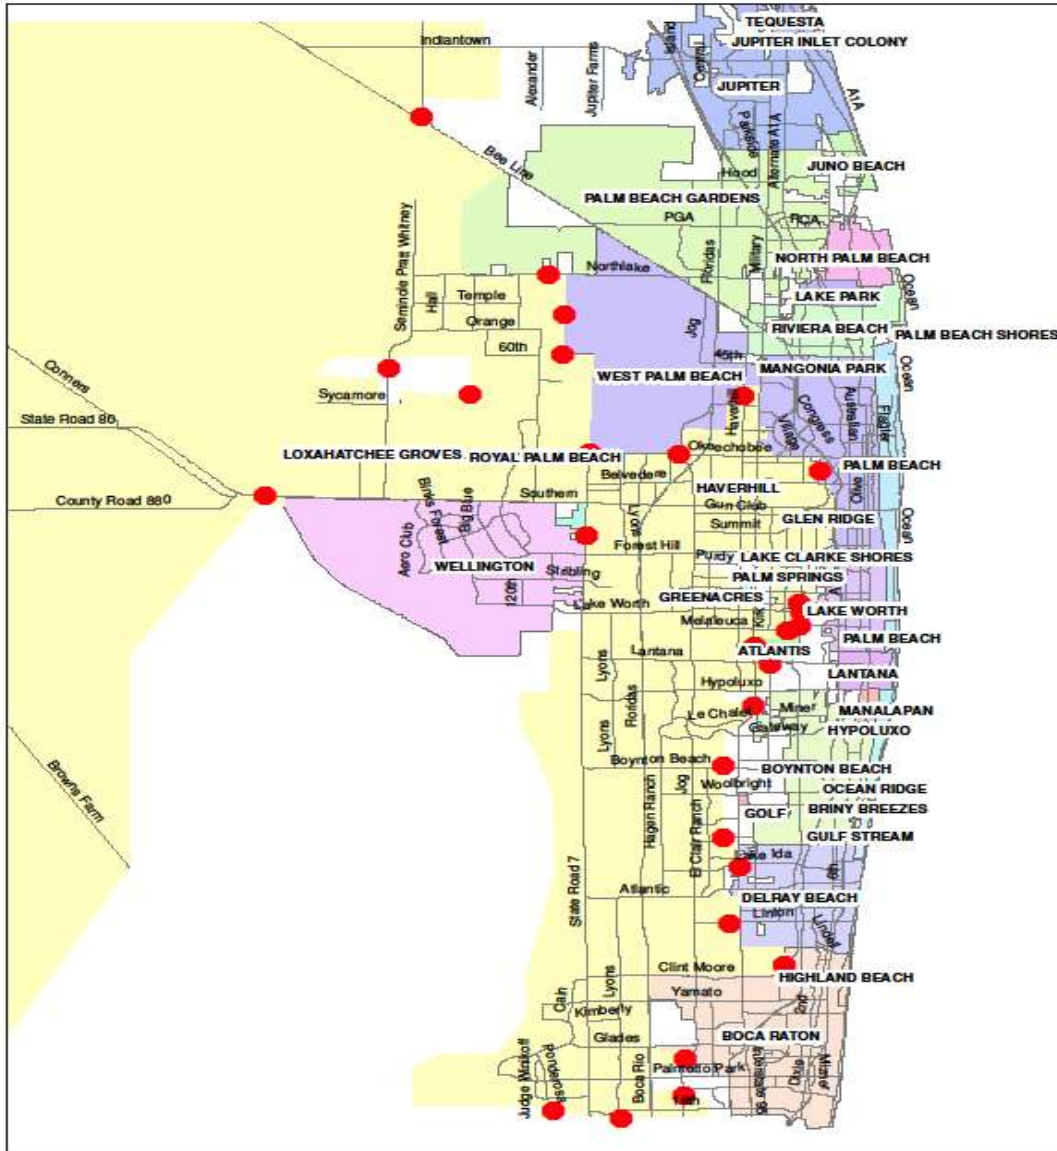 TEQUESTA
Indiantown
Island
Central
JUPITER INLET COLONY
Alexander
Jupiter Farms
JUPITER
A1A
Parkside
Alternate A1A
Bee Line
Hood
JUNO BEACH
PALM BEACH GARDENS
PGA
RCA
Seminole Pratt Whitney
Floridas
Military
NORTH PALM BEACH
Northlake
Ocean
Hall
Temple
LAKE PARK
Orange
Jog
RIVIERA BEACH
PALM BEACH SHORES
60th
45th
Conners
WEST PALM BEACH
MANGONIA PARK
Ocean
Sycamore
Haverhill
Congress
Australian
Flagler
State Road 80
Village
Okeechobee
LOXAHATCHEE GROVES
ROYAL PALM BEACH
Belvedere
PALM BEACH
County Road 880
Binks Forest
Big Blue
Southern
HAVERHILL
Olive
Lyons
Gun Club
Summit
GLEN RIDGE
Ocean
Aero Club
Forest Hill
Purdy
LAKE CLARKE SHORES
WELLINGTON
Stribling
PALM SPRINGS
120th
Lake Worth
GREENACRES
A
Kirk
LAKE WORTH
Melaleuca
PALM BEACH
Lyons
Lantana
ATLANTIS
Hypoluxo
LANTANA
Floridas
Le Chalet
Miner
MANALAPAN
Lyons
Gateway
HYPOLUXO
Browns Farm
Boynton Beach
BOYNTON BEACH
Hagen Ranch
Jog
Woolbright
OCEAN RIDGE
El Clair Ranch
GOLF
BRINY BREEZES
GULF STREAM
State Road 7
Lake Ida
8th
Atlantic
DELRAY BEACH
Linton
Lindell
Lyons
Clint Moore
HIGHLAND BEACH
Cain
Yamato
2nd
Kimberly
Glades
BOCA RATON
Judge Winikoff
Ponderosa
Boca Rio
Palmetto Park
Interstate 95
Dixie
Mizner
18th